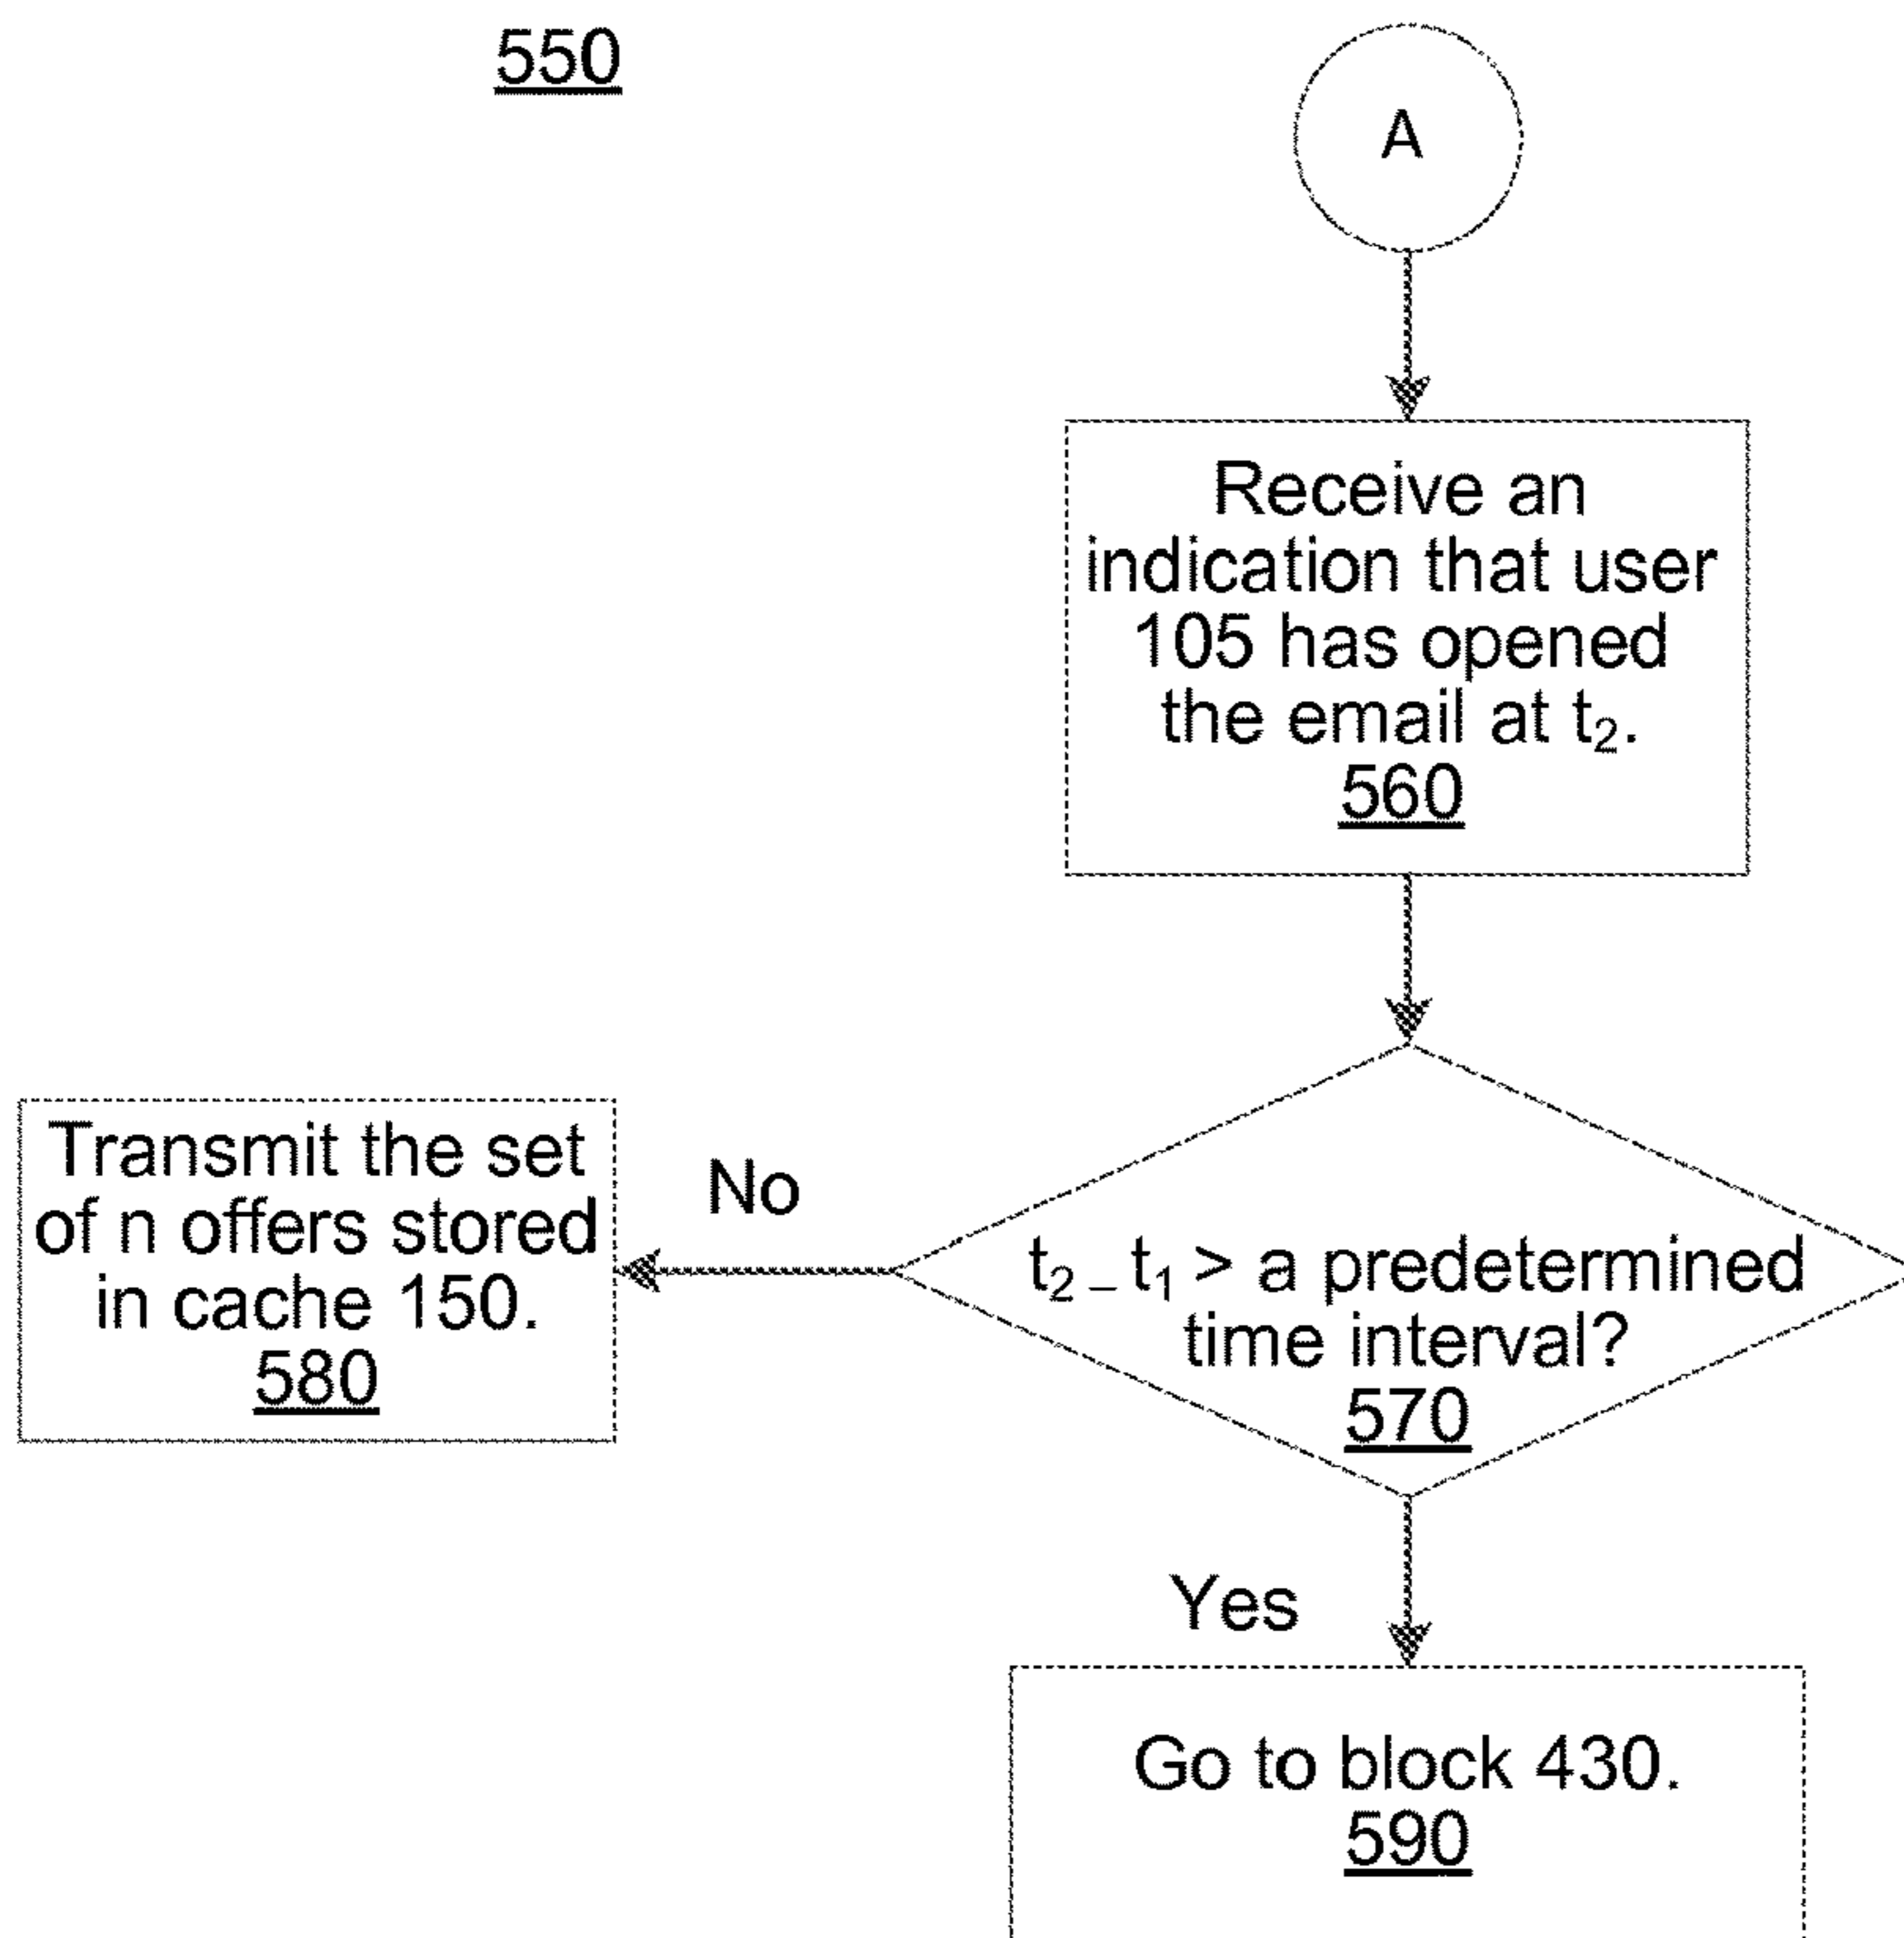 550
A
Receive an
indication that user
105 has opened
the email at t₂.
560
Transmit the set
of n offers stored
in cache 150.
580
No
t₂ – t₁ > a predetermined
time interval?
570
Yes
Go to block 430.
590